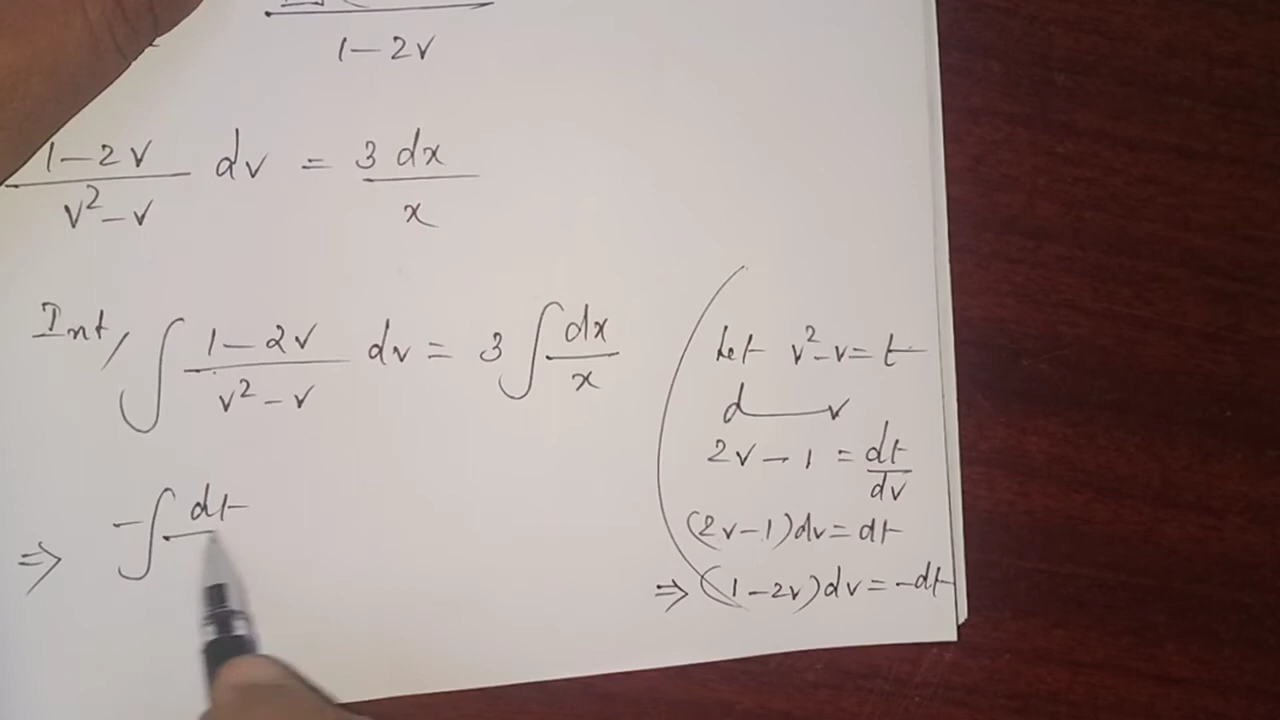 1-2v
1-2v
─── dv = 3 dx
v²-v x
Int, ∫ 1-2v/v²-v dv = 3 ∫ dx/x
Let v²-v=t
d v
2v-1 = dt/dv
(2v-1)dv=dt
⇒ (1-2v)dv=-dt
⇒ -∫ dt